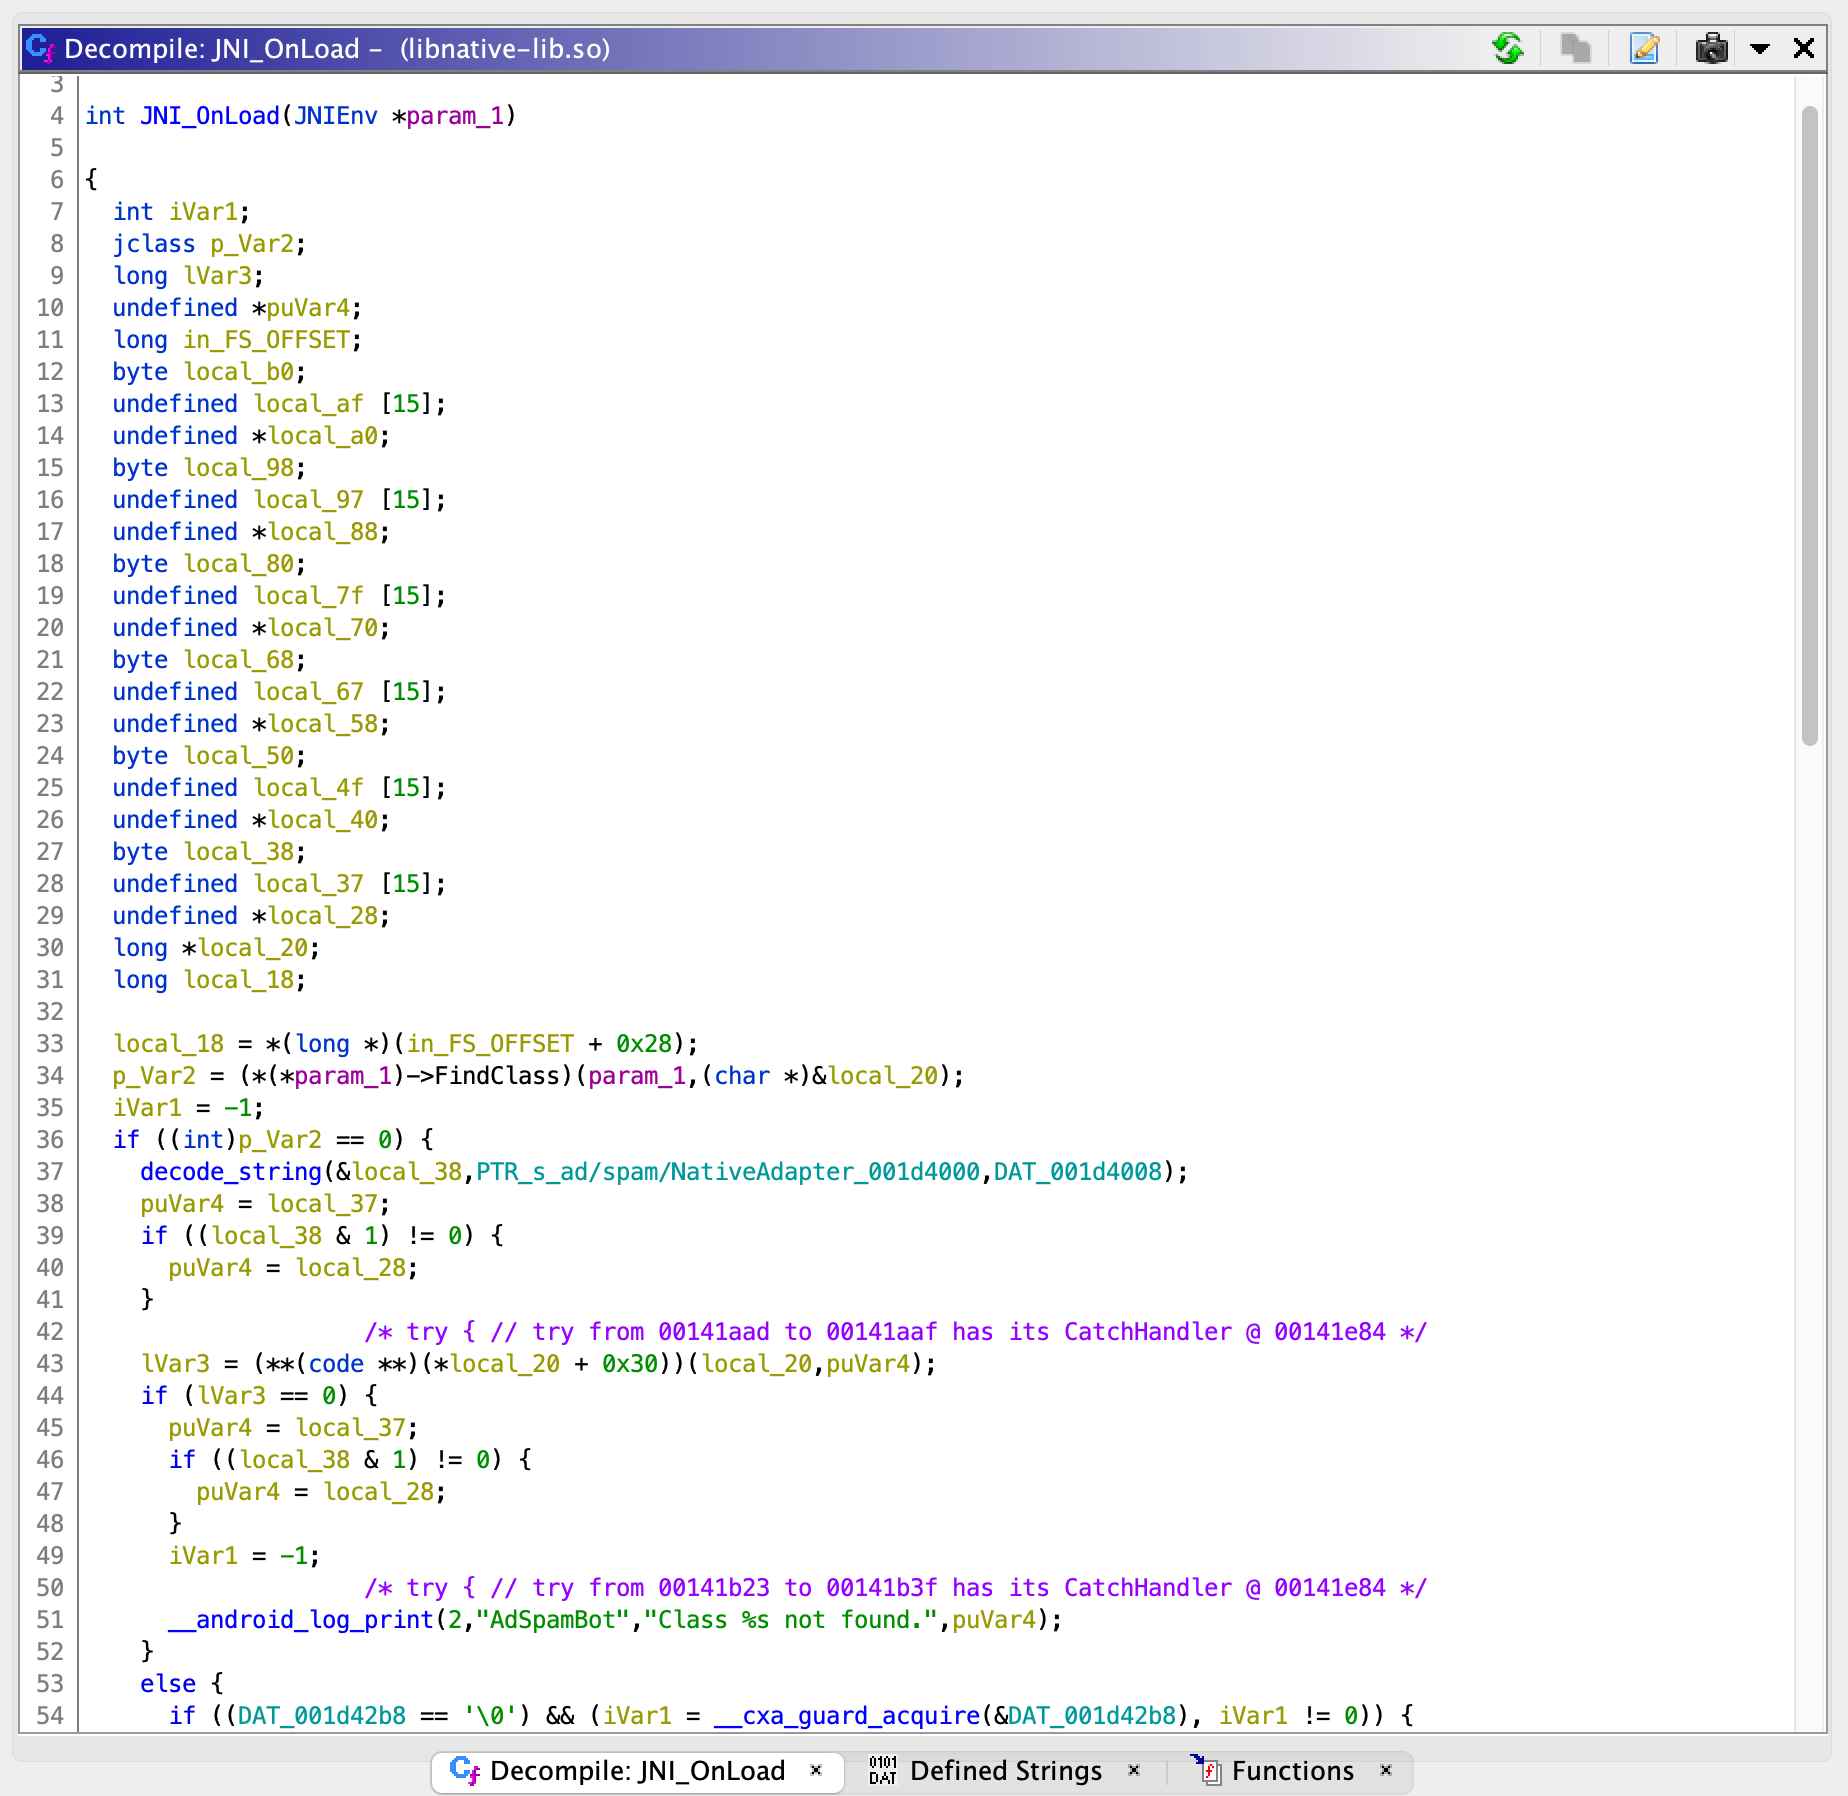 Decompile: JNI_OnLoad - (libnative-lib.so)
3
4 int JNI_OnLoad(JNIEnv *param_1)
5
6 {
7   int iVar1;
8   jclass p_Var2;
9   long lVar3;
10   undefined *puVar4;
11   long in_FS_OFFSET;
12   byte local_b0;
13   undefined local_af [15];
14   undefined *local_a0;
15   byte local_98;
16   undefined local_97 [15];
17   undefined *local_88;
18   byte local_80;
19   undefined local_7f [15];
20   undefined *local_70;
21   byte local_68;
22   undefined local_67 [15];
23   undefined *local_58;
24   byte local_50;
25   undefined local_4f [15];
26   undefined *local_40;
27   byte local_38;
28   undefined local_37 [15];
29   undefined *local_28;
30   long *local_20;
31   long local_18;
32
33   local_18 = *(long *)(in_FS_OFFSET + 0x28);
34   p_Var2 = (*(*param_1)->FindClass)(param_1,(char *)&local_20);
35   iVar1 = -1;
36   if ((int)p_Var2 == 0) {
37     decode_string(&local_38,PTR_s_ad/spam/NativeAdapter_001d4000,DAT_001d4008);
38     puVar4 = local_37;
39     if ((local_38 & 1) != 0) {
40       puVar4 = local_28;
41     }
42                     /* try { // try from 00141aad to 00141aaf has its CatchHandler @ 00141e84 */
43     lVar3 = (**(code **)(*local_20 + 0x30))(local_20,puVar4);
44     if (lVar3 == 0) {
45       puVar4 = local_37;
46       if ((local_38 & 1) != 0) {
47         puVar4 = local_28;
48       }
49       iVar1 = -1;
50                     /* try { // try from 00141b23 to 00141b3f has its CatchHandler @ 00141e84 */
51       __android_log_print(2,"AdSpamBot","Class %s not found.",puVar4);
52     }
53     else {
54       if ((DAT_001d42b8 == '\0') && (iVar1 = __cxa_guard_acquire(&DAT_001d42b8), iVar1 != 0)) {
Decompile: JNI_OnLoad × 0101 DAT Defined Strings × f Functions ×